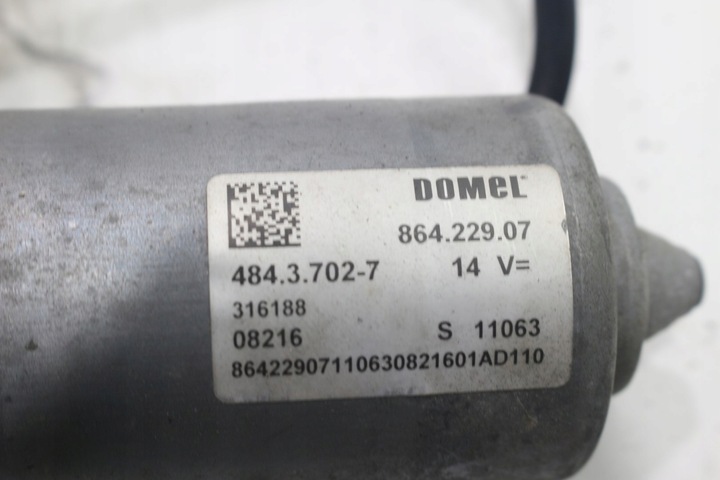 DOMEL
864.229.07
484.3.702-7 14 V=
316188
08216 S 11063
86422907110630821601AD110